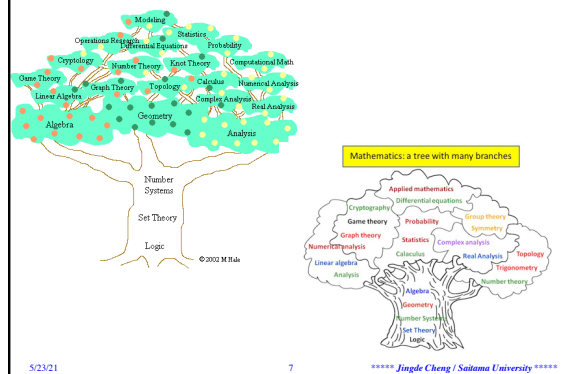 Modeling
Operations Research
Statistics
Differential Equations
Probability
Cryptology
Number Theory
Knot Theory
Computational Math
Game Theory
Linear Algebra
Graph Theory
Topology
Calculus
Numerical Analysis
Complex Analysis
Real Analysis
Algebra
Geometry
Analysis
Number
Systems
Set Theory
Logic
©2002 M Hale
Mathematics: a tree with many branches
Applied mathematics
Differential equations
Cryptography
Game theory
Probability
Group theory
Symmetry
Graph theory
Statistics
Complex analysis
Numerical analysis
Calaculus
Real Analysis
Topology
Linear algebra
Trigonometry
Analysis
Number theory
Algebra
Geometry
Number System
Set Theory
Logic
5/23/21
7
***** Jingde Cheng / Saitama University *****